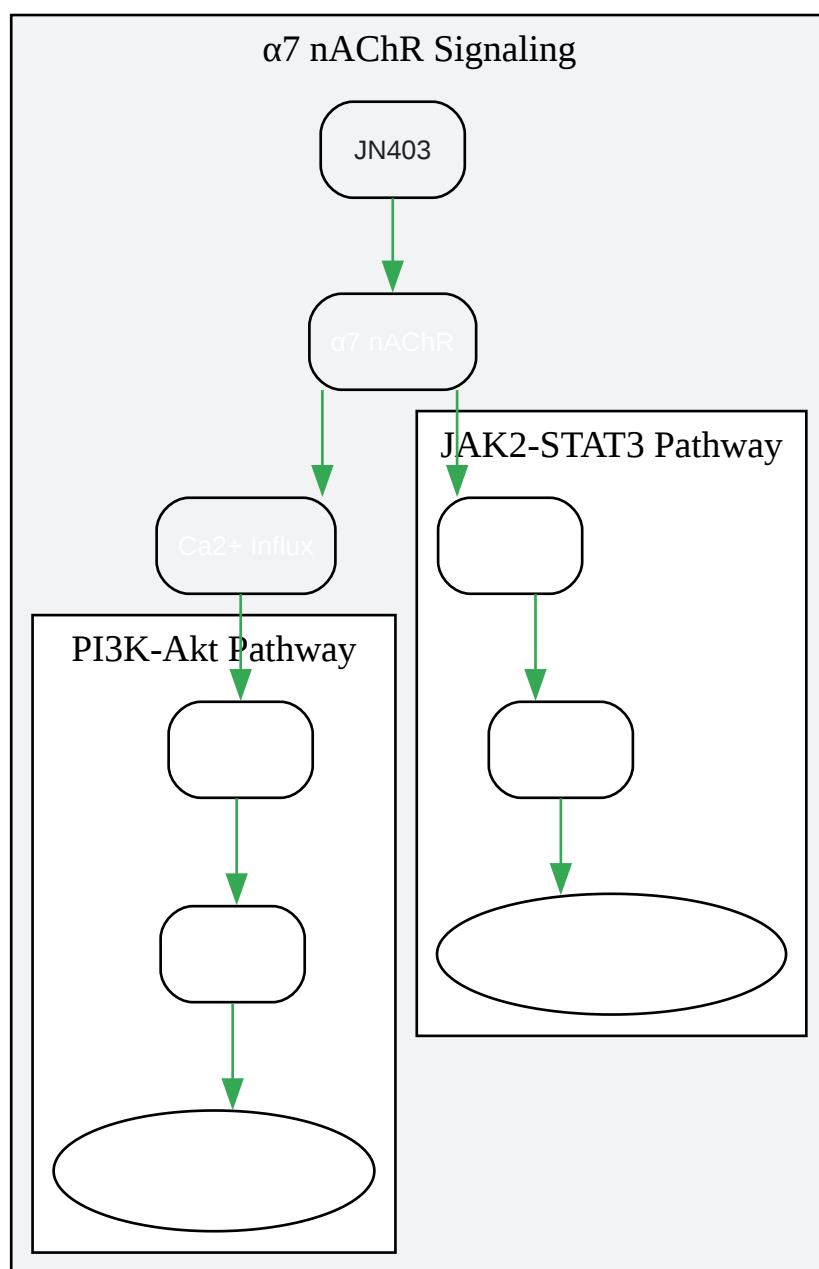 α7 nAChR Signaling
JN403
α7 nAChR
JAK2-STAT3 Pathway
Ca2+ Influx
PI3K-Akt Pathway